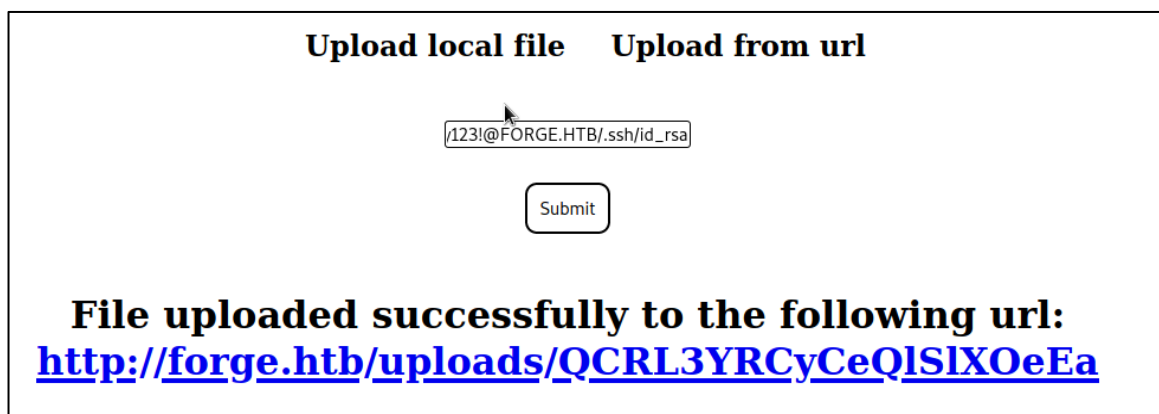 Upload local file Upload from url
/123!@FORGE.HTB/.ssh/id_rsa
Submit
File uploaded successfully to the following url:
http://forge.htb/uploads/QCRL3YRCyCeQlSlXOeEa